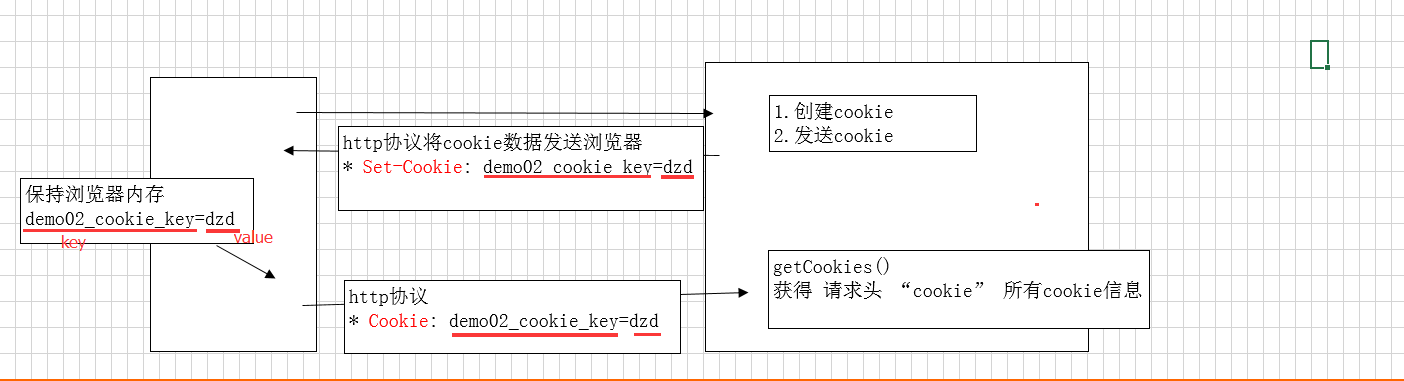 1.创建cookie
2.发送cookie
http协议将cookie数据发送浏览器
* Set-Cookie: demo02_cookie_key=dzd
保持浏览器内存
demo02_cookie_key=dzd
key
value
http协议
* Cookie: demo02_cookie_key=dzd
getCookies()
获得 请求头 “cookie” 所有cookie信息